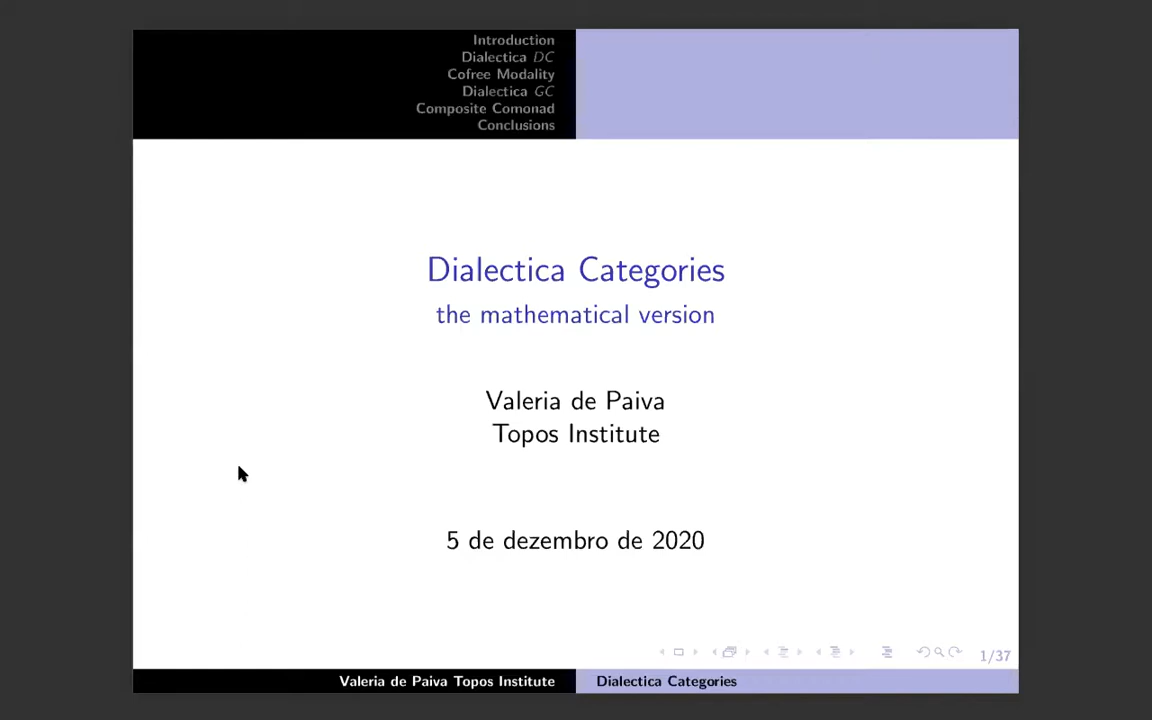 Introduction
Dialectica DC
Cofree Modality
Dialectica GC
Composite Comonad
Conclusions
Dialectica Categories
the mathematical version
Valeria de Paiva
Topos Institute
5 de dezembro de 2020
1/37
Valeria de Paiva Topos Institute
Dialectica Categories